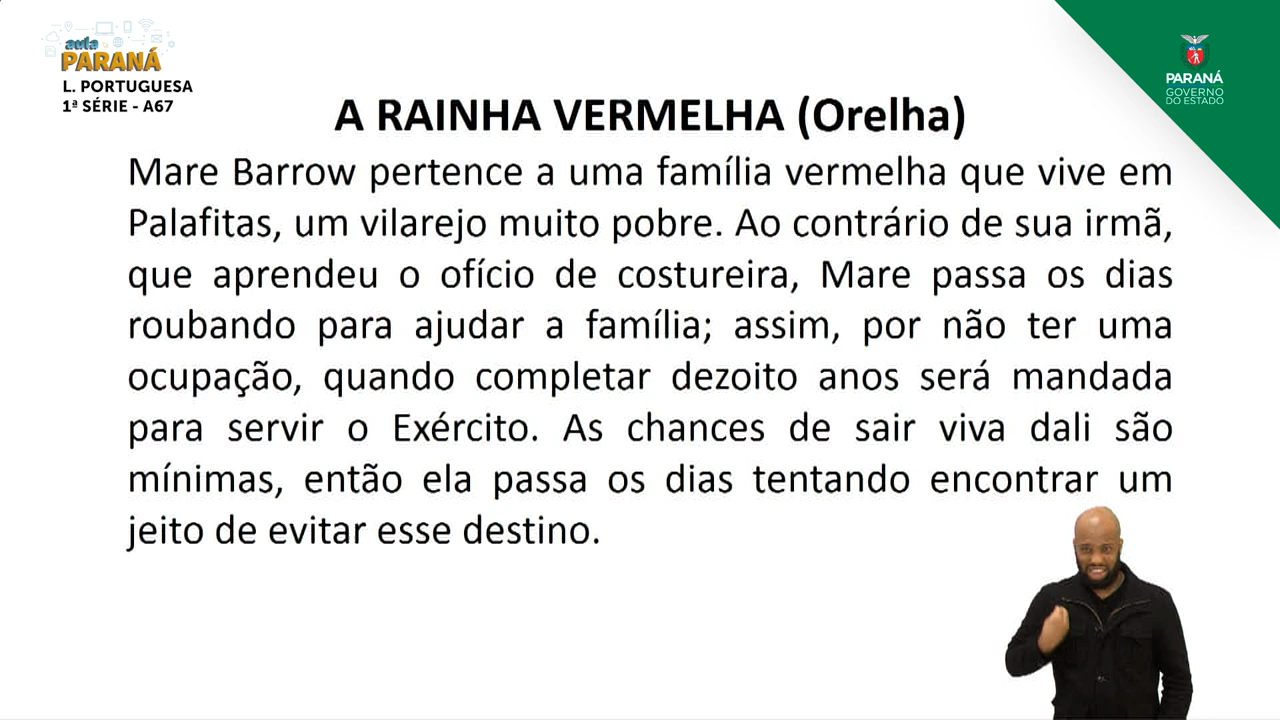 aula
PARANÁ
L. PORTUGUESA
1ª SÉRIE - A67
PARANÁ
GOVERNO
DO ESTADO
A RAINHA VERMELHA (Orelha)
Mare Barrow pertence a uma família vermelha que vive em
Palafitas, um vilarejo muito pobre. Ao contrário de sua irmã,
que aprendeu o ofício de costureira, Mare passa os dias
roubando para ajudar a família; assim, por não ter uma
ocupação, quando completar dezoito anos será mandada
para servir o Exército. As chances de sair viva dali são
mínimas, então ela passa os dias tentando encontrar um
jeito de evitar esse destino.